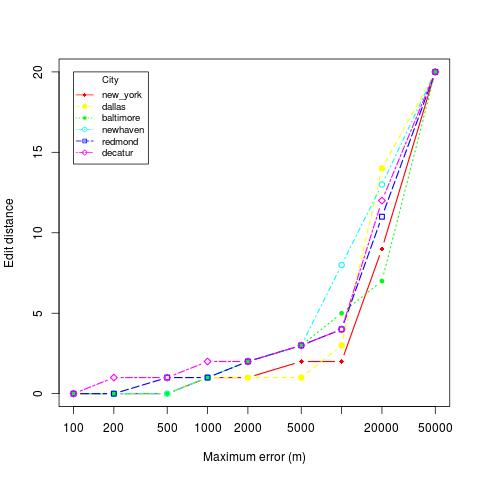 City
new_york
dallas
baltimore
newhaven
redmond
decatur
20
15
10
5
0
Edit distance
100 200 500 1000 2000 5000 20000 50000
Maximum error (m)